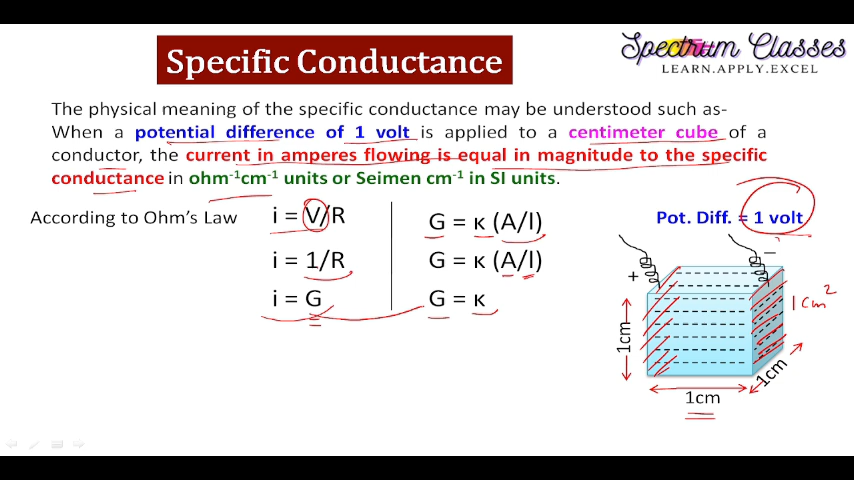 Specific Conductance
Spectrum Classes
LEARN.APPLY.EXCEL
The physical meaning of the specific conductance may be understood such as-
When a potential difference of 1 volt is applied to a centimeter cube of a
conductor, the current in amperes flowing is equal in magnitude to the specific
conductance in ohm⁻¹cm⁻¹ units or Seimen cm⁻¹ in SI units.
According to Ohm's Law
i = V/R
i = 1/R
i = G
G = κ (A/l)
G = κ (A/l)
G = κ
Pot. Diff. = 1 volt
+
–
1cm²
1cm
1cm
1cm